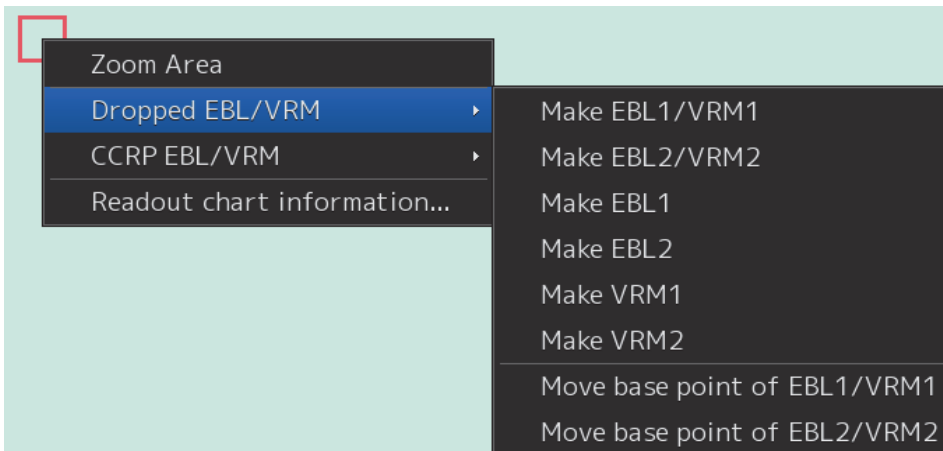 Zoom Area
Dropped EBL/VRM
CCRP EBL/VRM
Readout chart information...
Make EBL1/VRM1
Make EBL2/VRM2
Make EBL1
Make EBL2
Make VRM1
Make VRM2
Move base point of EBL1/VRM1
Move base point of EBL2/VRM2